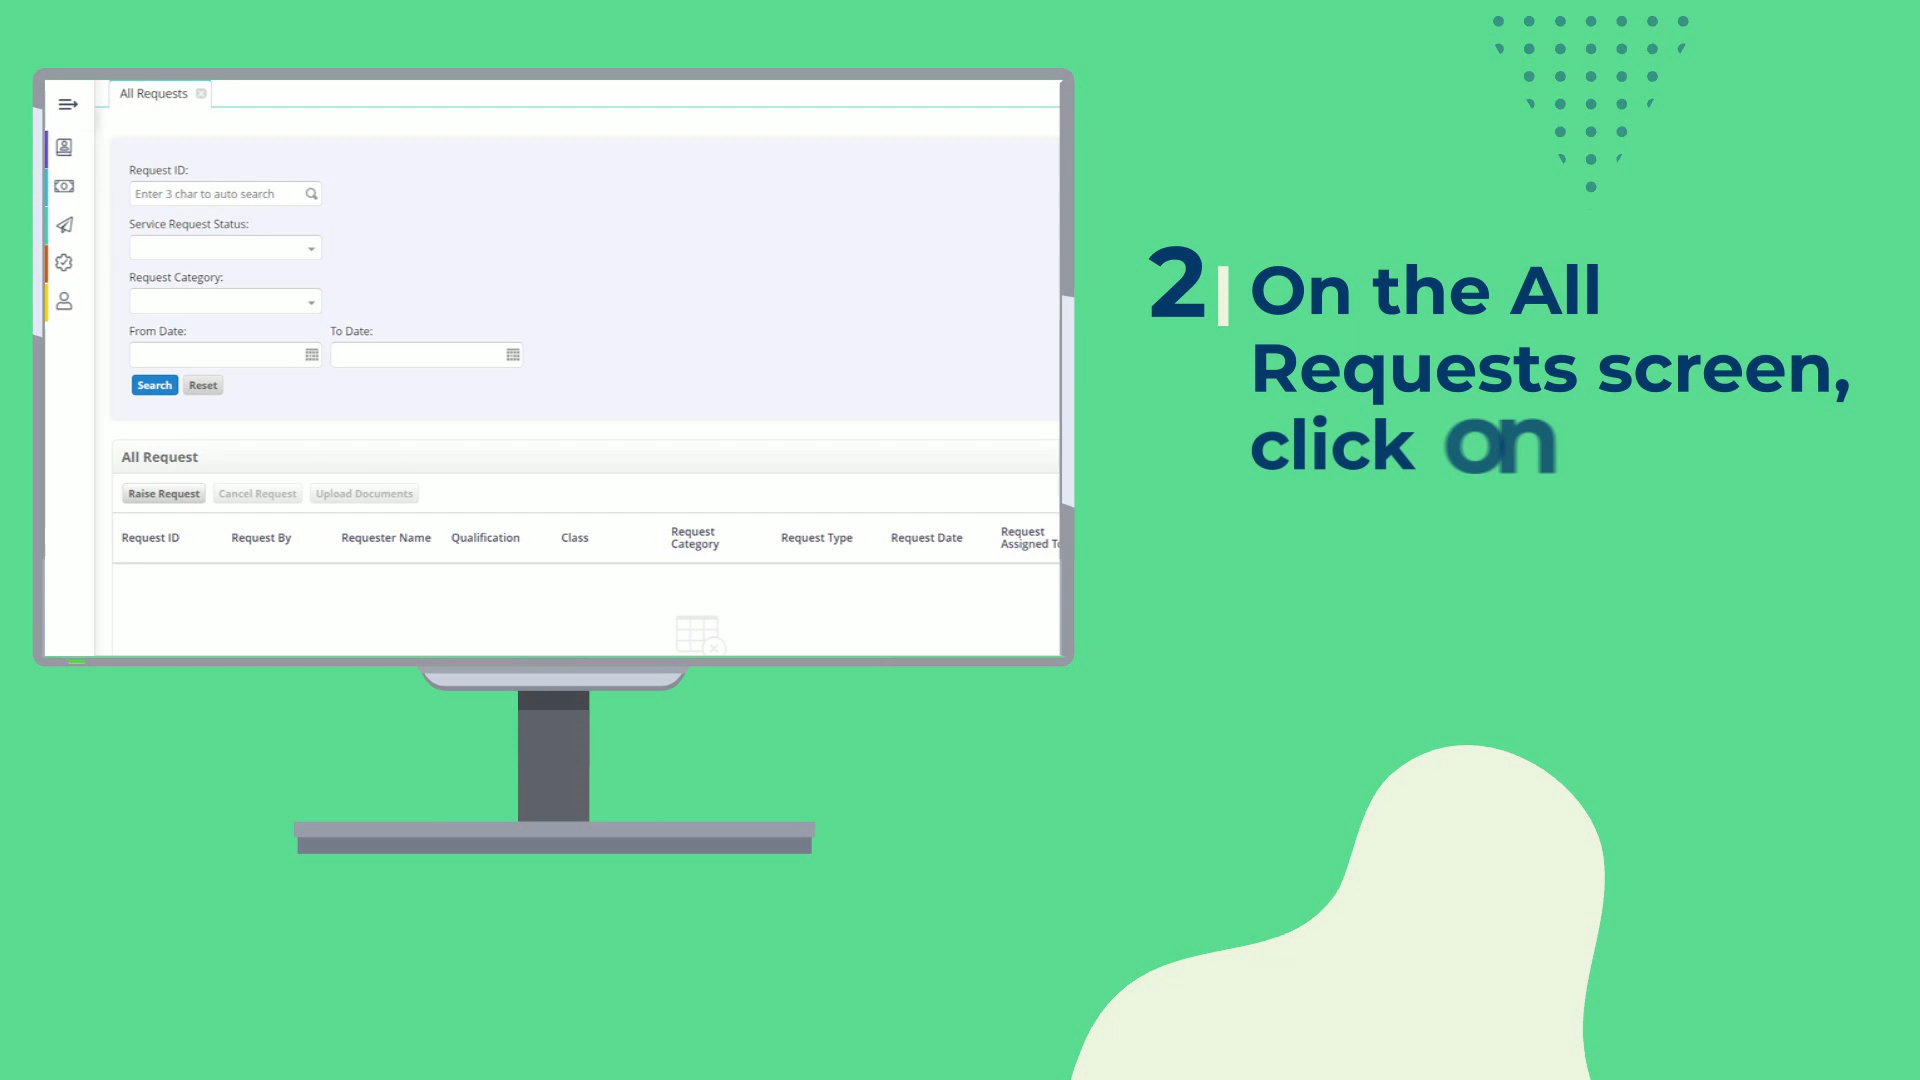 All Requests
Request ID:
Enter 3 char to auto search
Service Request Status:
Request Category:
From Date: To Date:
Search Reset
All Request
Raise Request Cancel Request Upload Documents
Request ID Request By Requester Name Qualification Class Request Category Request Type Request Date Request Assigned To
2 On the All
Requests screen,
click on